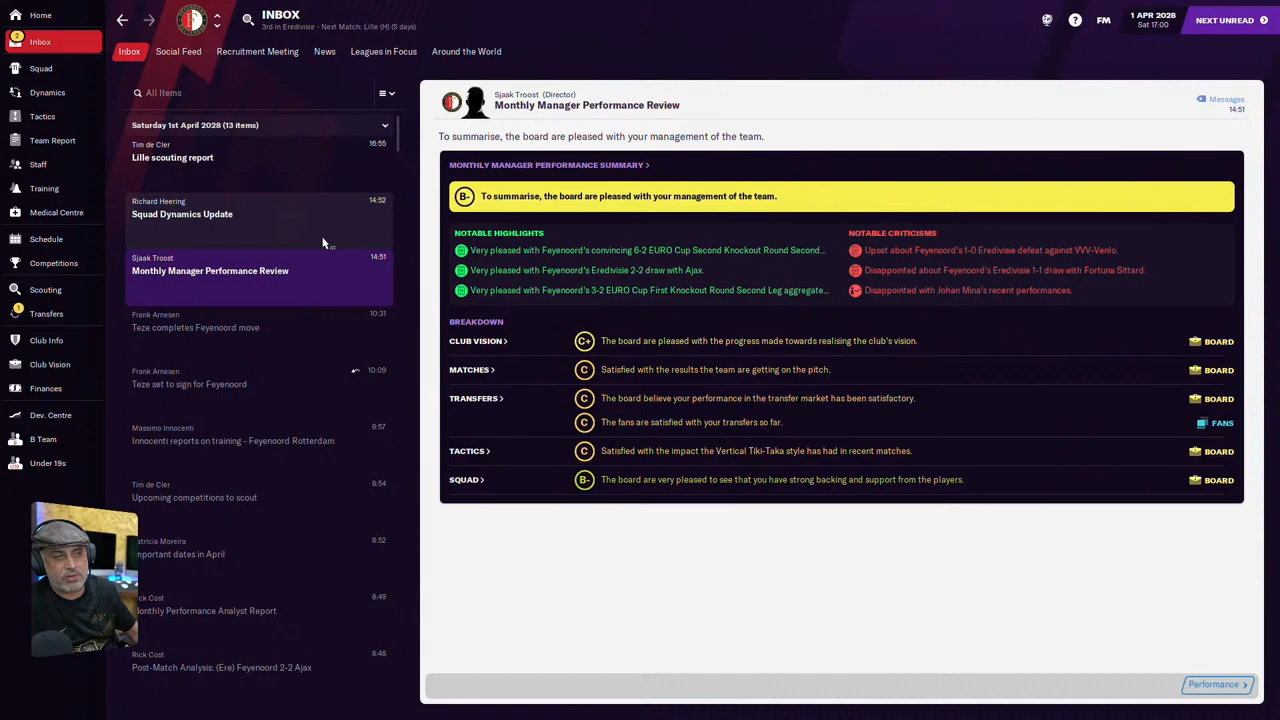 Home
INBOX
3rd in Eredivisie - Next Match: Lille (H) (5 days)
FM
1 APR 2028
Sat 17:00
NEXT UNREAD
2
Inbox
Squad
Dynamics
Tactics
Team Report
Staff
Training
Medical Centre
Schedule
Competitions
Scouting
1
Transfers
Club Info
Club Vision
Finances
Dev. Centre
B Team
Under 19s
Inbox
Social Feed
Recruitment Meeting
News
Leagues in Focus
Around the World
All Items
Saturday 1st April 2028 (13 items)
Tim de Cler
16:55
Lille scouting report
Richard Heering
14:52
Squad Dynamics Update
Sjaak Troost
14:51
Monthly Manager Performance Review
Frank Arnesen
10:31
Teze completes Feyenoord move
Frank Arnesen
10:09
Teze set to sign for Feyenoord
Massimo Innocenti
8:57
Innocenti reports on training - Feyenoord Rotterdam
Tim de Cler
8:54
Upcoming competitions to scout
atrícia Moreira
8:52
mportant dates in April
ck Cost
8:49
onthly Performance Analyst Report
Rick Cost
8:48
Post-Match Analysis: (Ere) Feyenoord 2-2 Ajax
Sjaak Troost (Director)
Monthly Manager Performance Review
Messages
14:51
To summarise, the board are pleased with your management of the team.
MONTHLY MANAGER PERFORMANCE SUMMARY >
B- To summarise, the board are pleased with your management of the team.
NOTABLE HIGHLIGHTS
Very pleased with Feyenoord's convincing 6-2 EURO Cup Second Knockout Round Second...
Very pleased with Feyenoord's Eredivisie 2-2 draw with Ajax.
Very pleased with Feyenoord's 3-2 EURO Cup First Knockout Round Second Leg aggregate...
NOTABLE CRITICISMS
Upset about Feyenoord's 1-0 Eredivisie defeat against VVV-Venlo.
Disappointed about Feyenoord's Eredivisie 1-1 draw with Fortuna Sittard.
Disappointed with Johan Mina's recent performances.
BREAKDOWN
CLUB VISION > C+ The board are pleased with the progress made towards realising the club's vision. BOARD
MATCHES > C Satisfied with the results the team are getting on the pitch. BOARD
TRANSFERS > C The board believe your performance in the transfer market has been satisfactory. BOARD
C The fans are satisfied with your transfers so far. FANS
TACTICS > C Satisfied with the impact the Vertical Tiki-Taka style has had in recent matches. BOARD
SQUAD > B- The board are very pleased to see that you have strong backing and support from the players. BOARD
Performance >